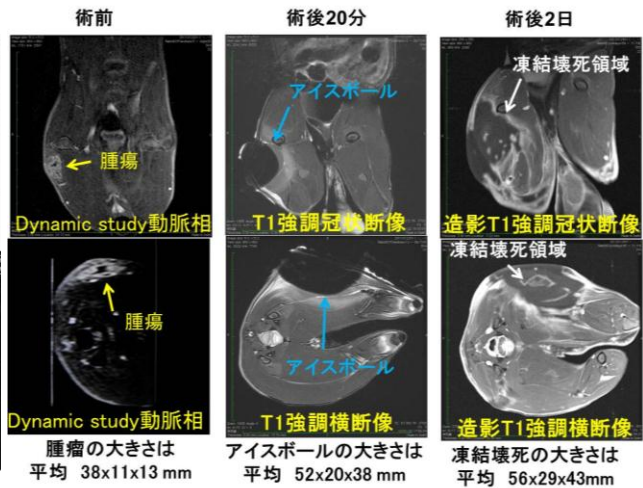 術前
術後20分
術後2日
腫瘍
アイスボール
凍結壊死領域
Dynamic study動脈相
T1強調冠状断像
造影T1強調冠状断像
腫瘍
アイスボール
凍結壊死領域
Dynamic study動脈相
T1強調横断像
造影T1強調横断像
腫瘤の大きさは
平均 38x11x13 mm
アイスボールの大きさは
平均 52x20x38 mm
凍結壊死の大きさは
平均 56x29x43mm